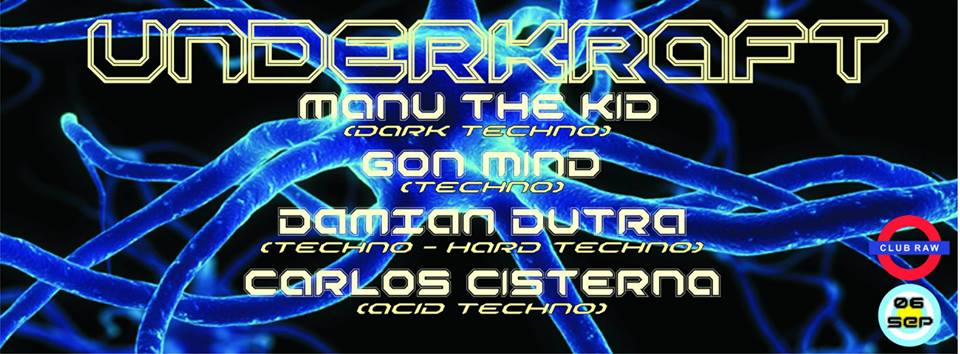 UNDERKRAFT
MANU THE KID
(DARK TECHNO)
GON MIND
(TECHNO)
DAMIAN DUTRA
(TECHNO - HARD TECHNO)
CARLOS CISTERNA
(ACID TECHNO)
CLUB RAW
06
SEP